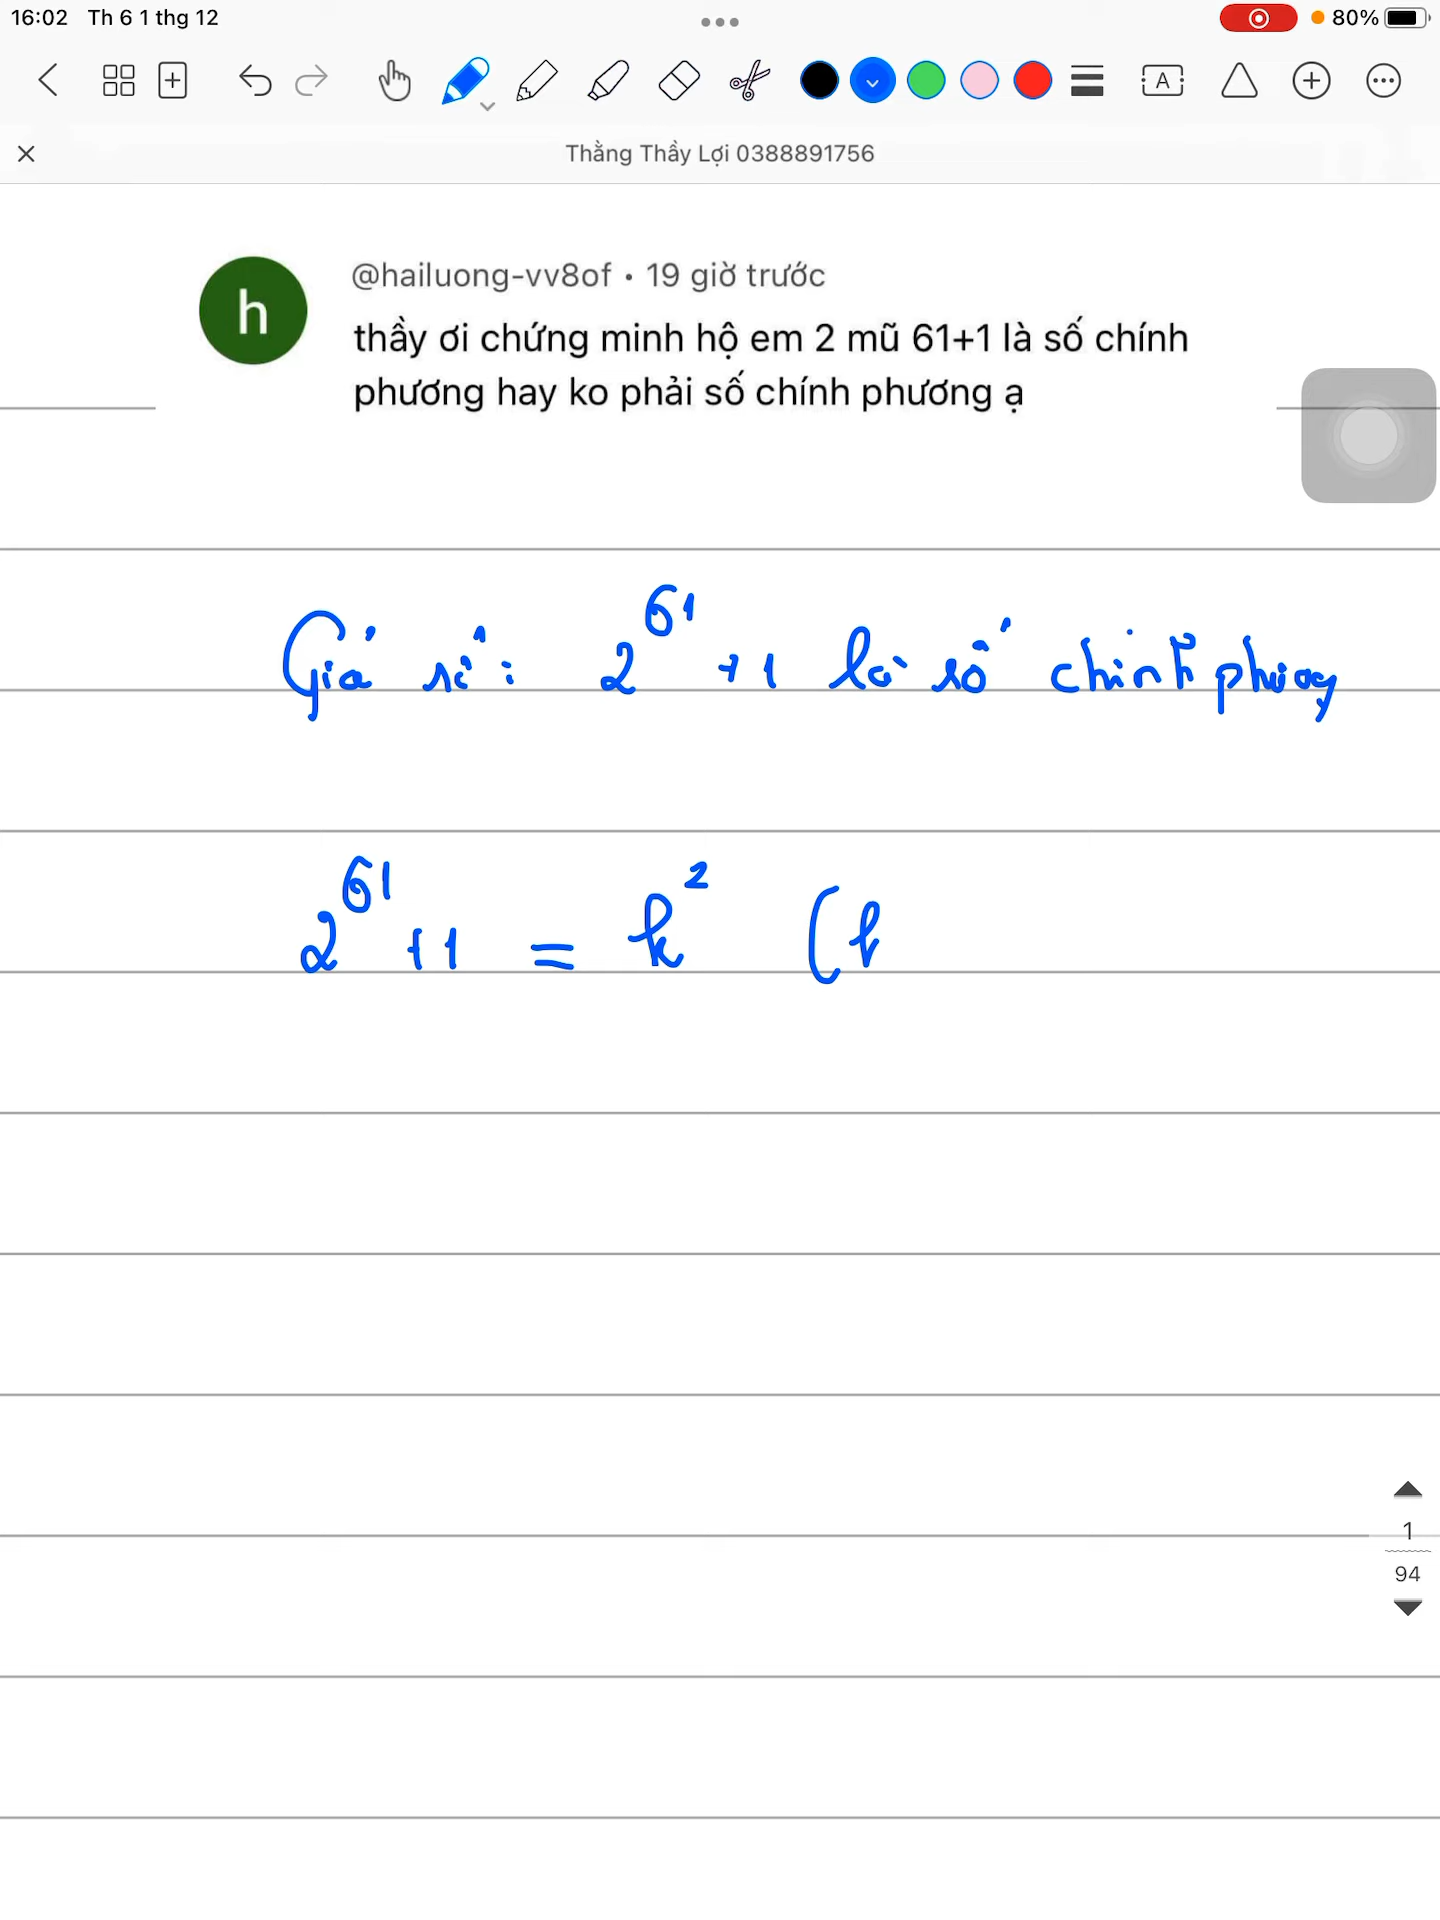 16:02 Th 6 1 thg 12 80%
A
Thằng Thầy Lợi 0388891756
h
@hailuong-vv8of • 19 giờ trước
thầy ơi chứng minh hộ em 2 mũ 61+1 là số chính
phương hay ko phải số chính phương ạ
Giả sử: 2^61 +1 là số chính phương
2^61 +1 = k^2 (k
1
94